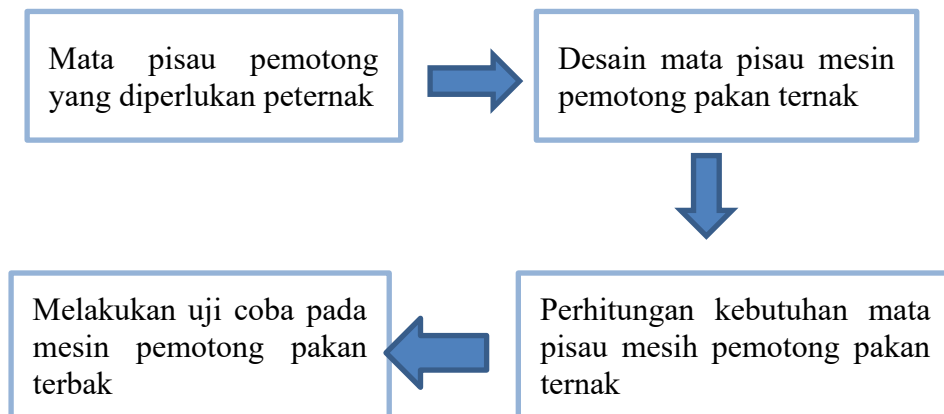 Mata pisau pemotong
yang diperlukan peternak
Desain mata pisau mesin
pemotong pakan ternak
Perhitungan kebutuhan mata
pisau mesih pemotong pakan
ternak
Melakukan uji coba pada
mesin pemotong pakan
terbak